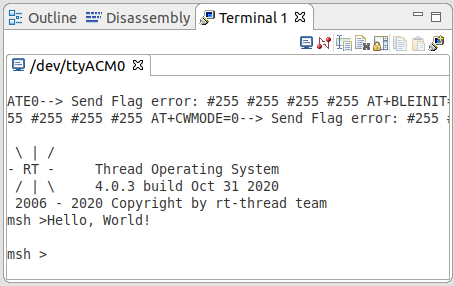 Outline Disassembly Terminal 1
/dev/ttyACM0
ATE0--> Send Flag error: #255 #255 #255 #255 AT+BLEINIT=
55 #255 #255 #255 AT+CWMODE=0--> Send Flag error: #255 #
\ | /
- RT - Thread Operating System
/ | \ 4.0.3 build Oct 31 2020
2006 - 2020 Copyright by rt-thread team
msh >Hello, World!
msh >